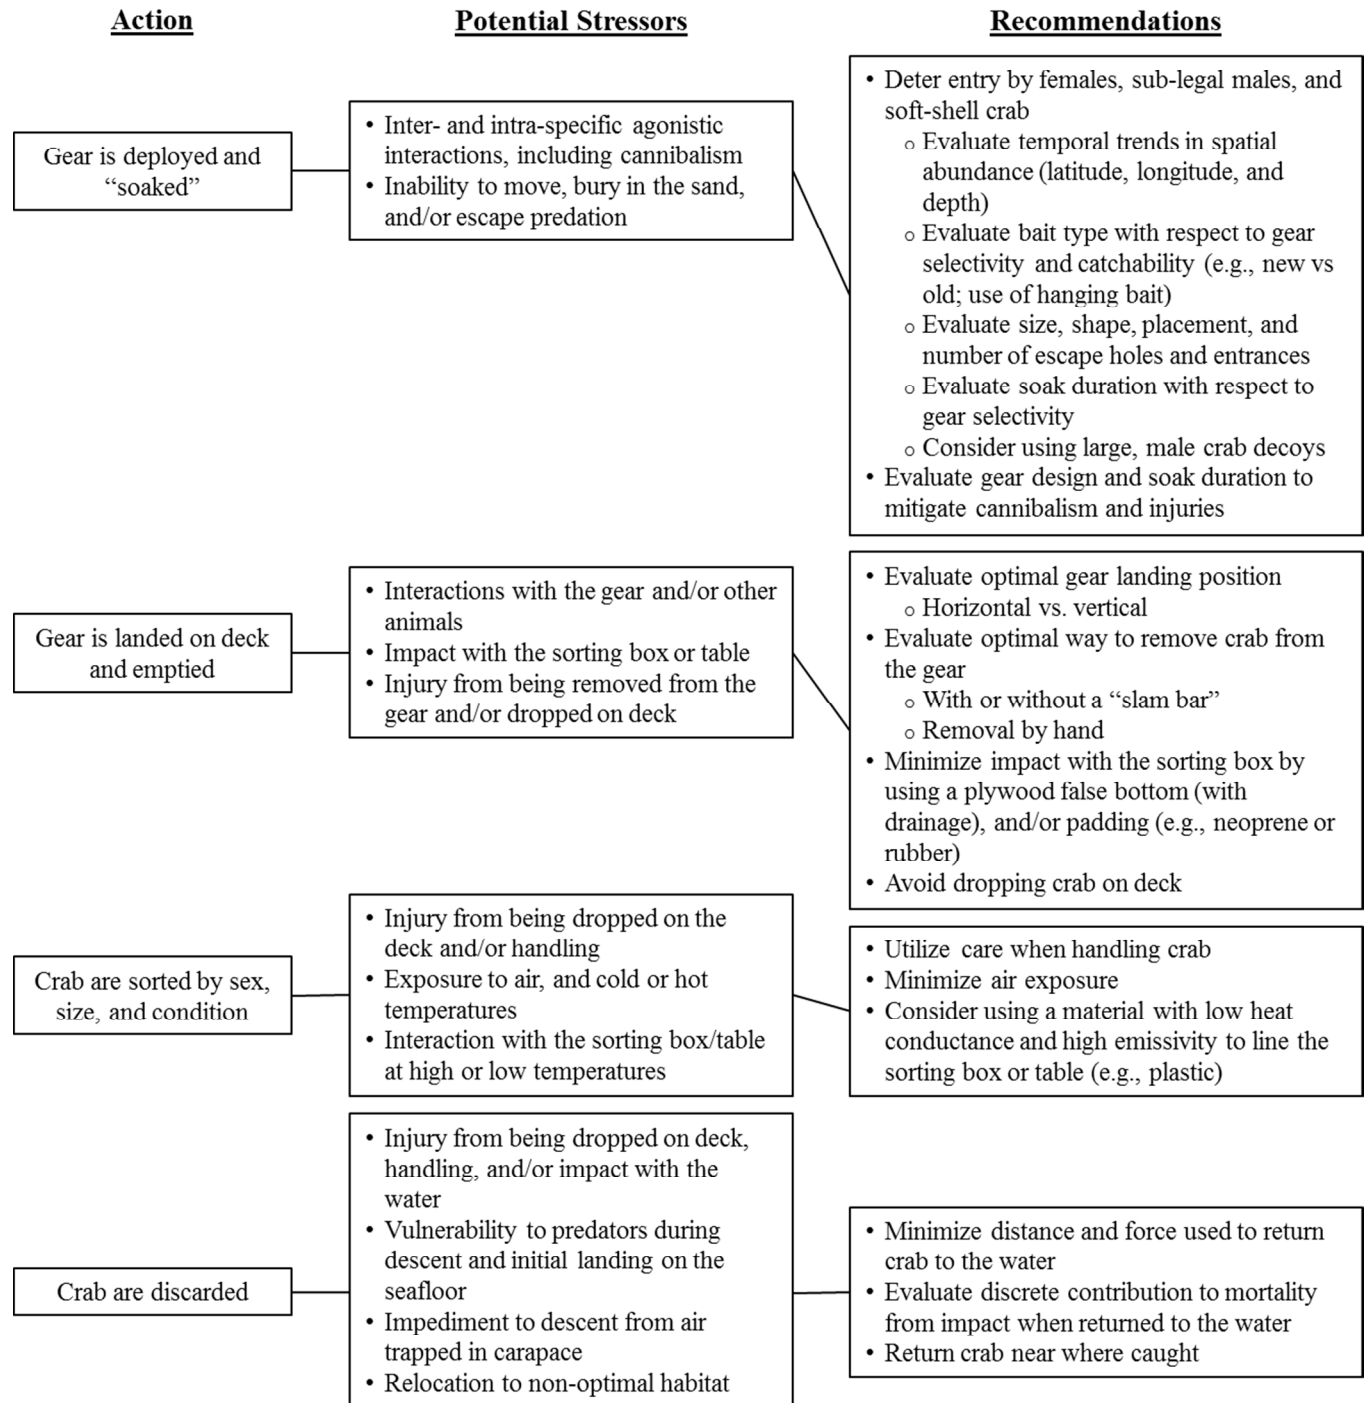 Action
Potential Stressors
Recommendations
Gear is deployed and
“soaked”
• Inter- and intra-specific agonistic
interactions, including cannibalism
• Inability to move, bury in the sand,
and/or escape predation
• Deter entry by females, sub-legal males, and
soft-shell crab
o Evaluate temporal trends in spatial
abundance (latitude, longitude, and
depth)
o Evaluate bait type with respect to gear
selectivity and catchability (e.g., new vs
old; use of hanging bait)
o Evaluate size, shape, placement, and
number of escape holes and entrances
o Evaluate soak duration with respect to
gear selectivity
o Consider using large, male crab decoys
• Evaluate gear design and soak duration to
mitigate cannibalism and injuries
Gear is landed on deck
and emptied
• Interactions with the gear and/or other
animals
• Impact with the sorting box or table
• Injury from being removed from the
gear and/or dropped on deck
• Evaluate optimal gear landing position
o Horizontal vs. vertical
• Evaluate optimal way to remove crab from
the gear
o With or without a “slam bar”
o Removal by hand
• Minimize impact with the sorting box by
using a plywood false bottom (with
drainage), and/or padding (e.g., neoprene or
rubber)
• Avoid dropping crab on deck
Crab are sorted by sex,
size, and condition
• Injury from being dropped on the
deck and/or handling
• Exposure to air, and cold or hot
temperatures
• Interaction with the sorting box/table
at high or low temperatures
• Utilize care when handling crab
• Minimize air exposure
• Consider using a material with low heat
conductance and high emissivity to line the
sorting box or table (e.g., plastic)
Crab are discarded
• Injury from being dropped on deck,
handling, and/or impact with the
water
• Vulnerability to predators during
descent and initial landing on the
seafloor
• Impediment to descent from air
trapped in carapace
• Relocation to non-optimal habitat
• Minimize distance and force used to return
crab to the water
• Evaluate discrete contribution to mortality
from impact when returned to the water
• Return crab near where caught